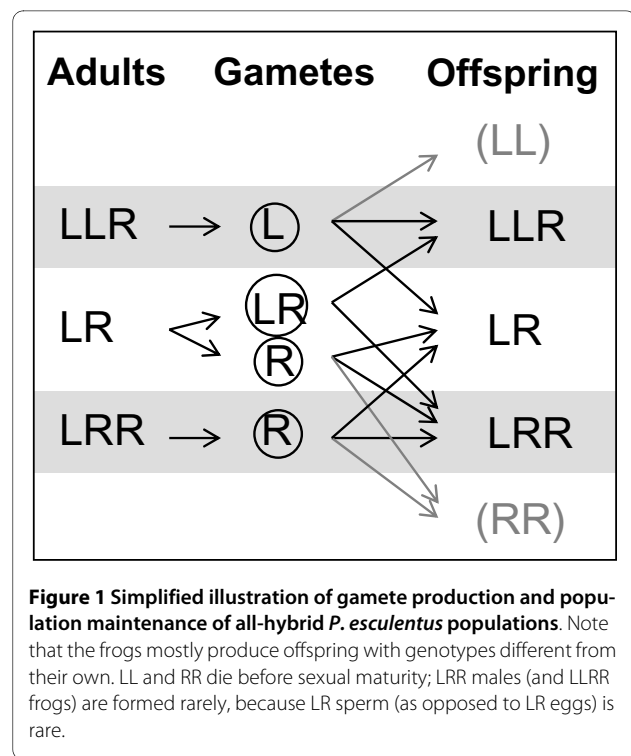 Adults Gametes Offspring
(LL)
LLR L LLR
LR
LR LR
R
LRR R LRR
(RR)
Figure 1 Simplified illustration of gamete production and popu-
lation maintenance of all-hybrid P. esculentus populations. Note
that the frogs mostly produce offspring with genotypes different from
their own. LL and RR die before sexual maturity; LRR males (and LLRR
frogs) are formed rarely, because LR sperm (as opposed to LR eggs) is
rare.